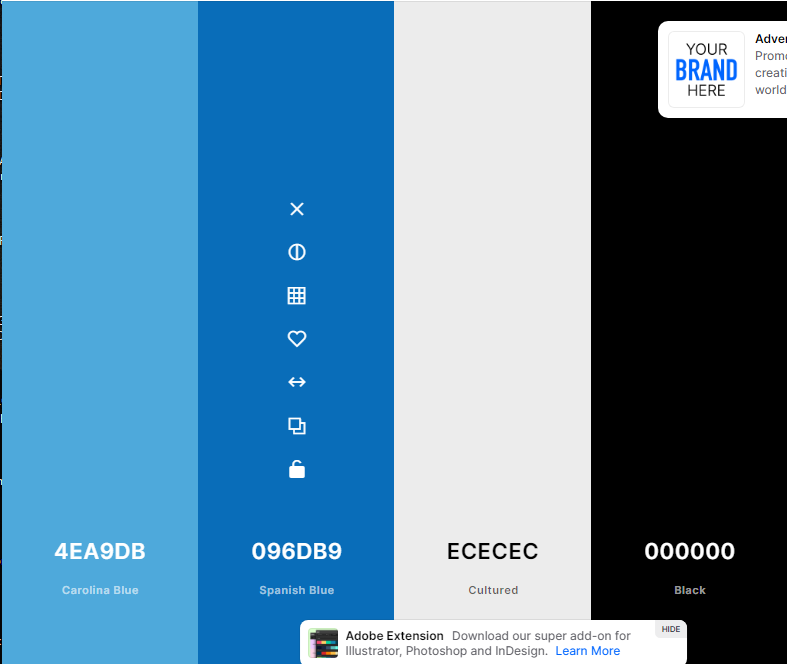 YOUR
BRAND
HERE
Promo
creati
world
4EA9DB
096DB9
ECECEC
000000
Carolina Blue
Spanish Blue
Cultured
Black
Adobe Extension Download our super add-on for
Illustrator, Photoshop and InDesign. Learn More
HIDE